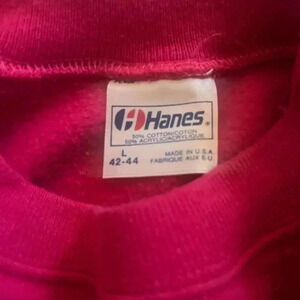 Hanes®
50% COTTON/COTON
50% ACRYLIC/ACRYLIQUE
L
42-44
MADE IN U.S.A.
FABRIQUE AUX E.U.